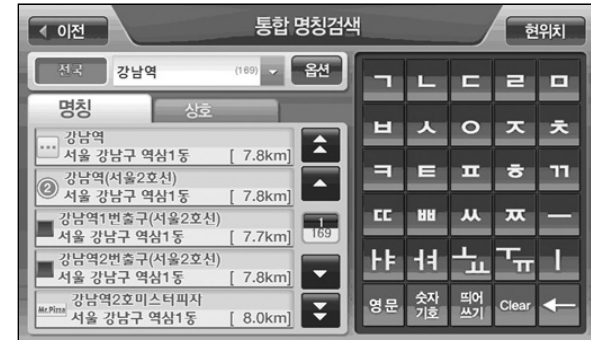 이전
통합 명칭검색
현위치
전국
강남역
(169)
옵션
명칭
상호
강남역
서울 강남구 역삼1동 [ 7.8km]
② 강남역(서울2호선)
서울 강남구 역삼1동 [ 7.8km]
강남역1번출구(서울2호선)
서울 강남구 역삼1동 [ 7.7km]
강남역2번출구(서울2호선)
서울 강남구 역삼1동 [ 7.8km]
Mr.Pizza 강남역2호미스터피자
서울 강남구 역삼1동 [ 8.0km]
1
169
ㄱ ㄴ ㄷ ㄹ ㅁ
ㅂ ㅅ ㅇ ㅈ ㅊ
ㅋ ㅌ ㅍ ㅎ ㄲ
ㄸ ㅃ ㅆ ㅉ ㅡ
ㅏㅑ ㅓㅕ ㅗㅛ ㅜㅠ ㅣ
영문 숫자 기호 띄어 쓰기 Clear ←